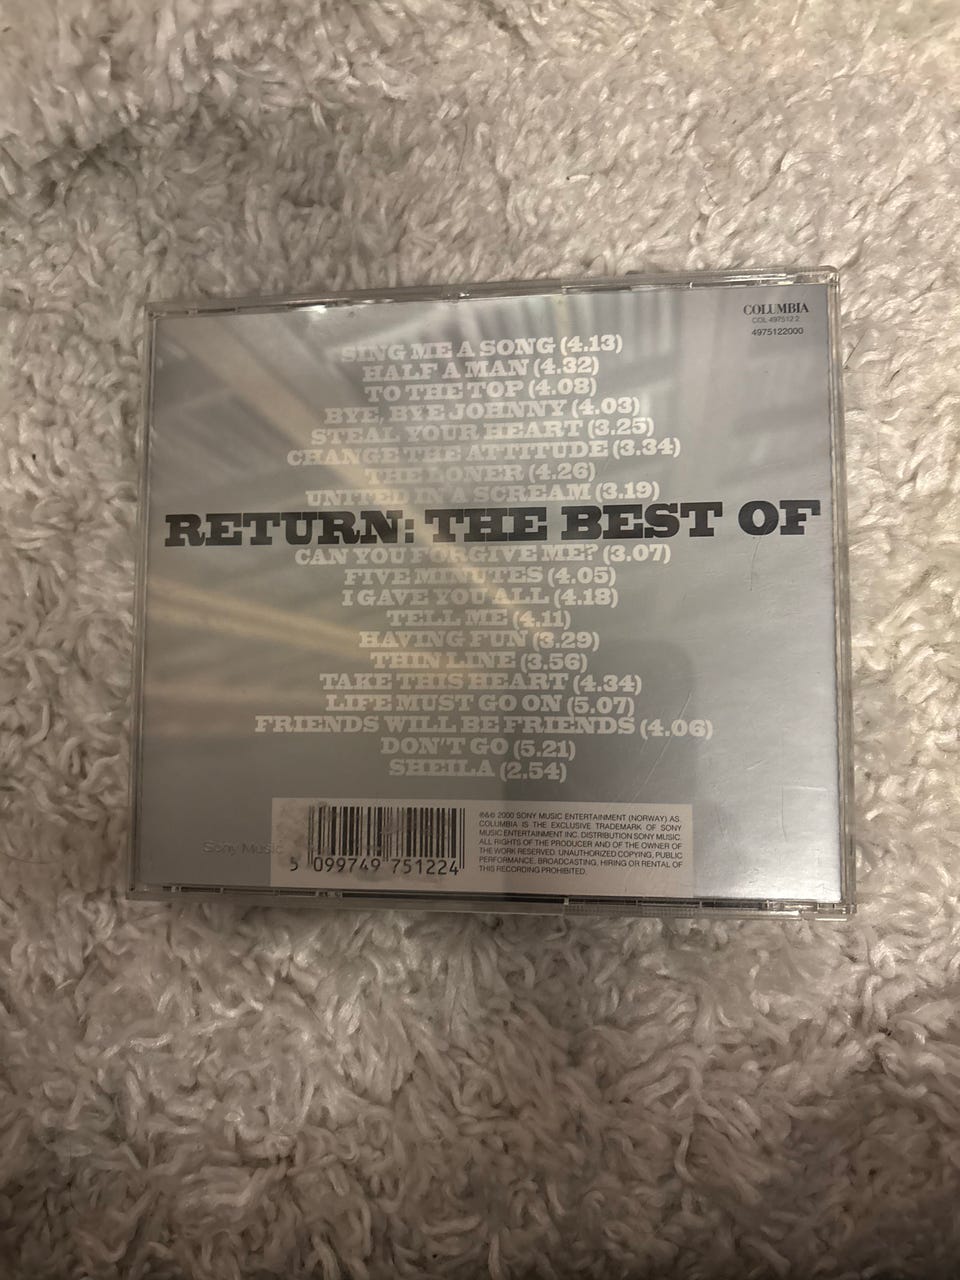 COLUMBIA
COL 497512 2
4975122000
SING ME A SONG (4.13)
HALF A MAN (4.32)
TO THE TOP (4.08)
BYE, BYE JOHNNY (4.03)
STEAL YOUR HEART (3.25)
CHANGE THE ATTITUDE (3.34)
THE LONER (4.26)
UNITED IN A SCREAM (3.19)
RETURN: THE BEST OF
CAN YOU FORGIVE ME? (3.07)
FIVE MINUTES (4.05)
I GAVE YOU ALL (4.18)
TELL ME (4.11)
HAVING FUN (3.29)
THIN LINE (3.56)
TAKE THIS HEART (4.34)
LIFE MUST GO ON (5.07)
FRIENDS WILL BE FRIENDS (4.06)
DON'T GO (5.21)
SHEILA (2.54)
Sony Music
5 099749 751224
℗&© 2000 SONY MUSIC ENTERTAINMENT (NORWAY) AS.
COLUMBIA IS THE EXCLUSIVE TRADEMARK OF SONY
MUSIC ENTERTAINMENT INC. DISTRIBUTION SONY MUSIC.
ALL RIGHTS OF THE PRODUCER AND OF THE OWNER OF
THE WORK RESERVED. UNAUTHORIZED COPYING, PUBLIC
PERFORMANCE, BROADCASTING, HIRING OR RENTAL OF
THIS RECORDING PROHIBITED.